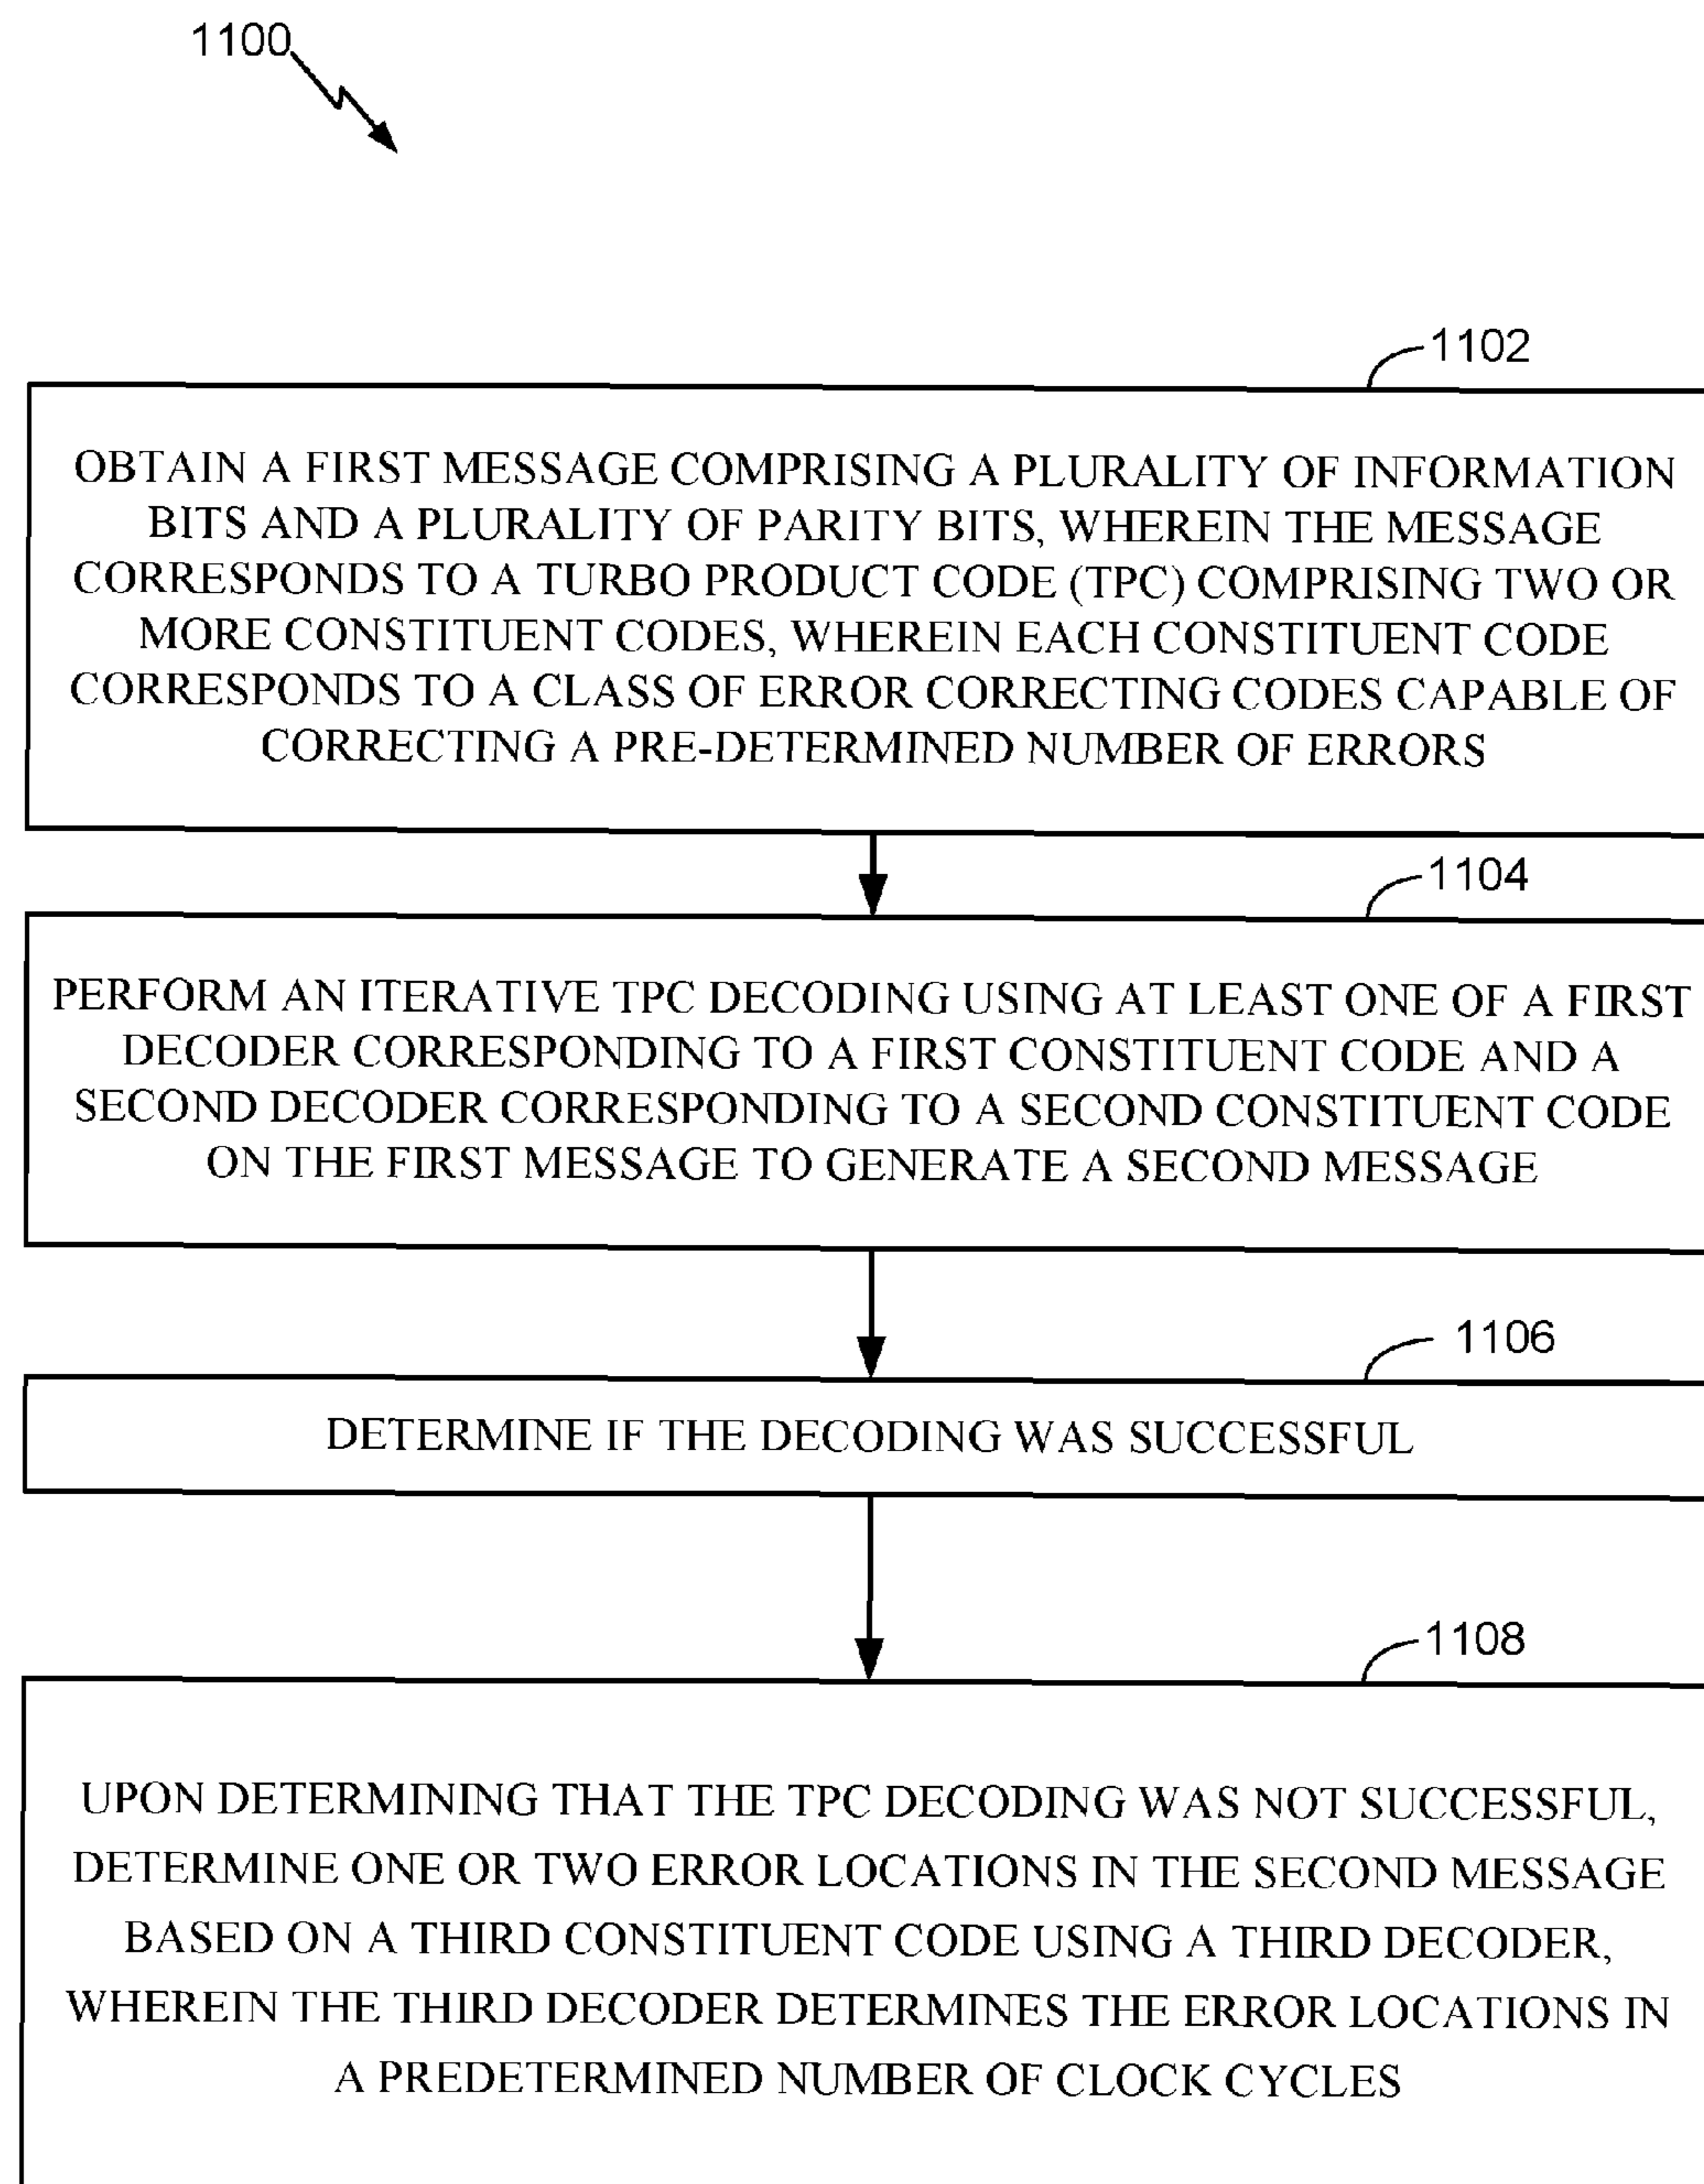 1100
1102
OBTAIN A FIRST MESSAGE COMPRISING A PLURALITY OF INFORMATION
BITS AND A PLURALITY OF PARITY BITS, WHEREIN THE MESSAGE
CORRESPONDS TO A TURBO PRODUCT CODE (TPC) COMPRISING TWO OR
MORE CONSTITUENT CODES, WHEREIN EACH CONSTITUENT CODE
CORRESPONDS TO A CLASS OF ERROR CORRECTING CODES CAPABLE OF
CORRECTING A PRE-DETERMINED NUMBER OF ERRORS
1104
PERFORM AN ITERATIVE TPC DECODING USING AT LEAST ONE OF A FIRST
DECODER CORRESPONDING TO A FIRST CONSTITUENT CODE AND A
SECOND DECODER CORRESPONDING TO A SECOND CONSTITUENT CODE
ON THE FIRST MESSAGE TO GENERATE A SECOND MESSAGE
1106
DETERMINE IF THE DECODING WAS SUCCESSFUL
1108
UPON DETERMINING THAT THE TPC DECODING WAS NOT SUCCESSFUL,
DETERMINE ONE OR TWO ERROR LOCATIONS IN THE SECOND MESSAGE
BASED ON A THIRD CONSTITUENT CODE USING A THIRD DECODER,
WHEREIN THE THIRD DECODER DETERMINES THE ERROR LOCATIONS IN
A PREDETERMINED NUMBER OF CLOCK CYCLES